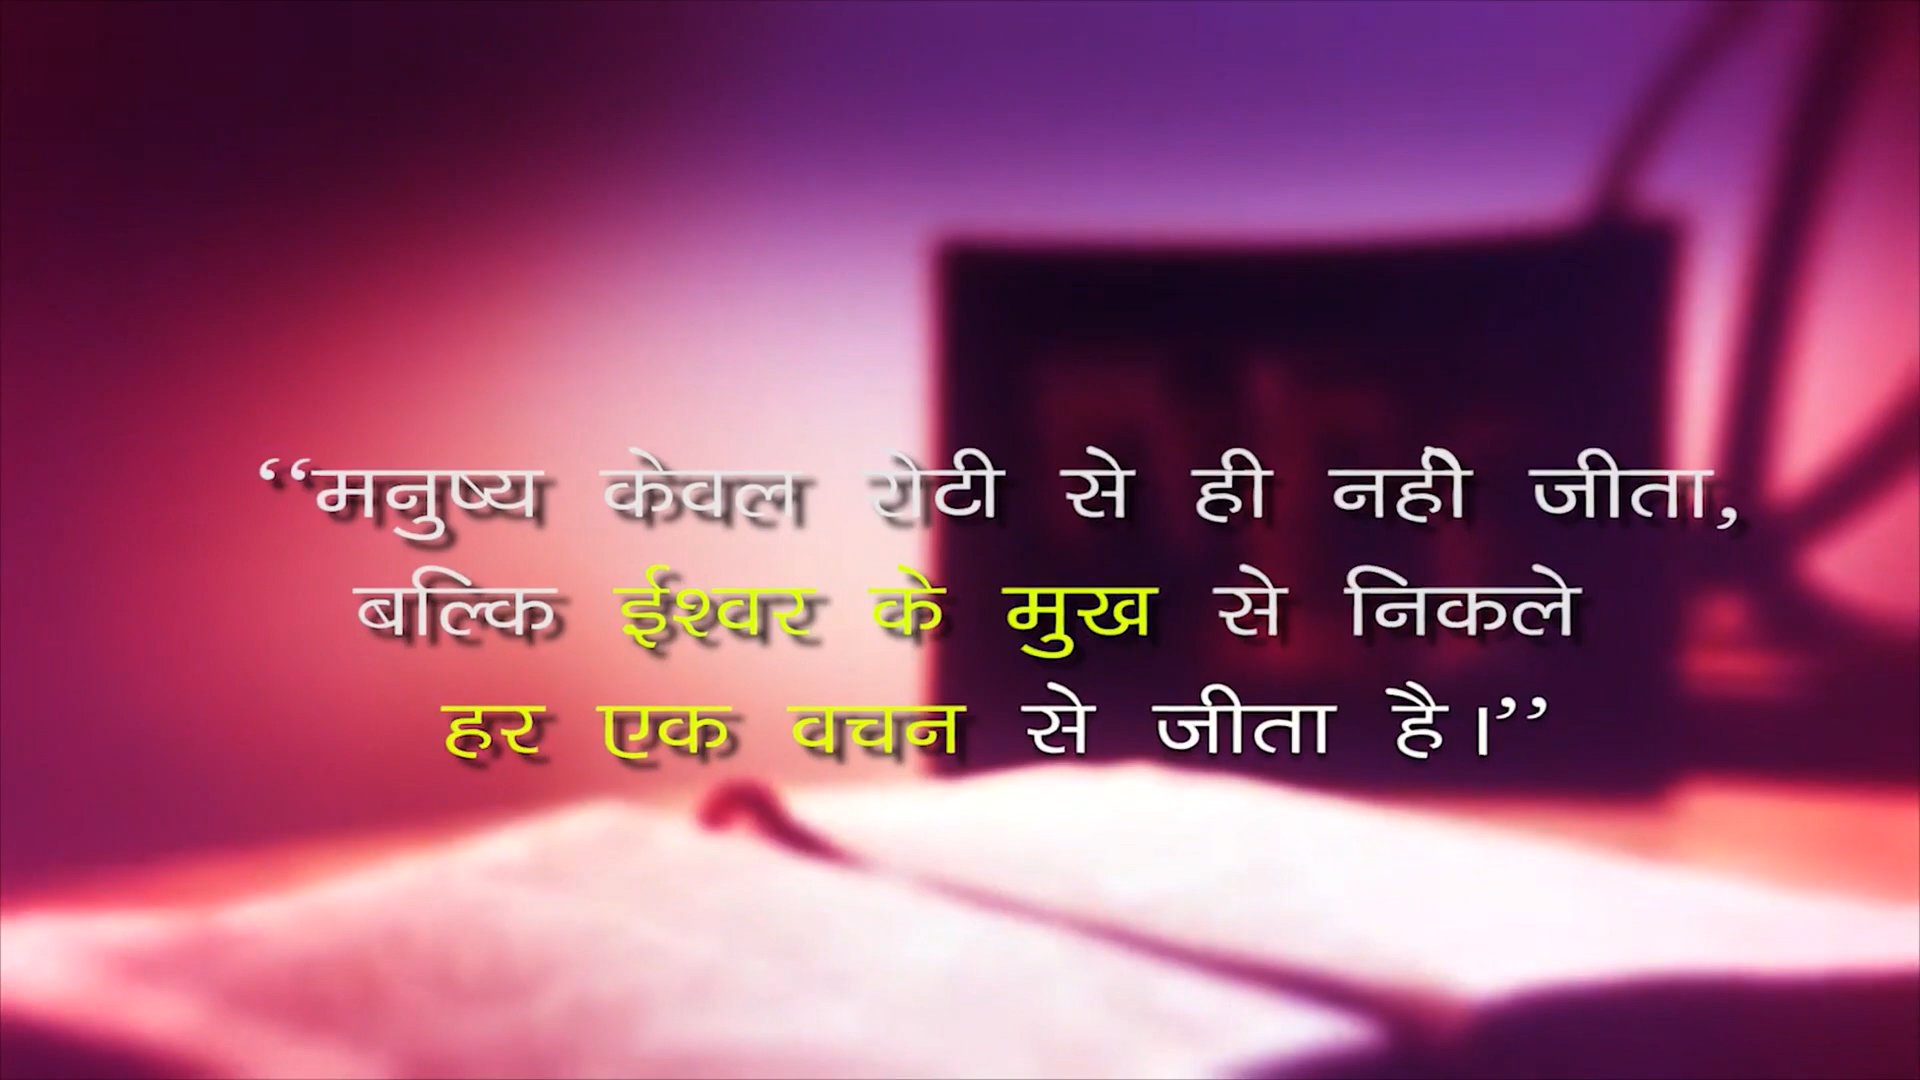 “मनुष्य केवल रोटी से ही नहीं जीता,
बल्कि ईश्वर के मुख से निकले
हर एक वचन से जीता है।”